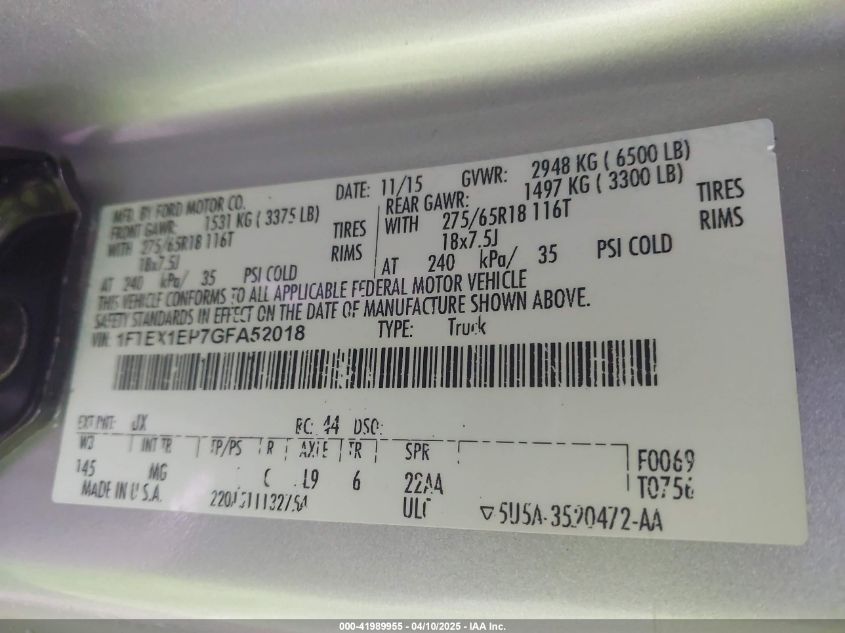 MFD. BY FORD MOTOR CO. DATE: 11/15 GVWR: 2948 KG ( 6500 LB)
FRONT GAWR: 1531 KG ( 3375 LB) REAR GAWR: 1497 KG ( 3300 LB)
WITH 275/65R18 116T TIRES WITH 275/65R18 116T TIRES
18x7.5J RIMS 18x7.5J RIMS
AT 240 kPa/ 35 PSI COLD AT 240 kPa/ 35 PSI COLD
THIS VEHICLE CONFORMS TO ALL APPLICABLE FEDERAL MOTOR VEHICLE
SAFETY STANDARDS IN EFFECT ON THE DATE OF MANUFACTURE SHOWN ABOVE.
VIN: 1FTEX1EP7GFA52018 TYPE: Truck
EXT PNT: JX RC: 44 DSO:
WB INT TR TP/PS R AXLE TR SPR
145 MG C L9 6 22AA F0069
T0756
MADE IN U.S.A. ULC ▽5U5A-3520472-AA
000-41989955 - 04/10/2025 - IAA Inc.